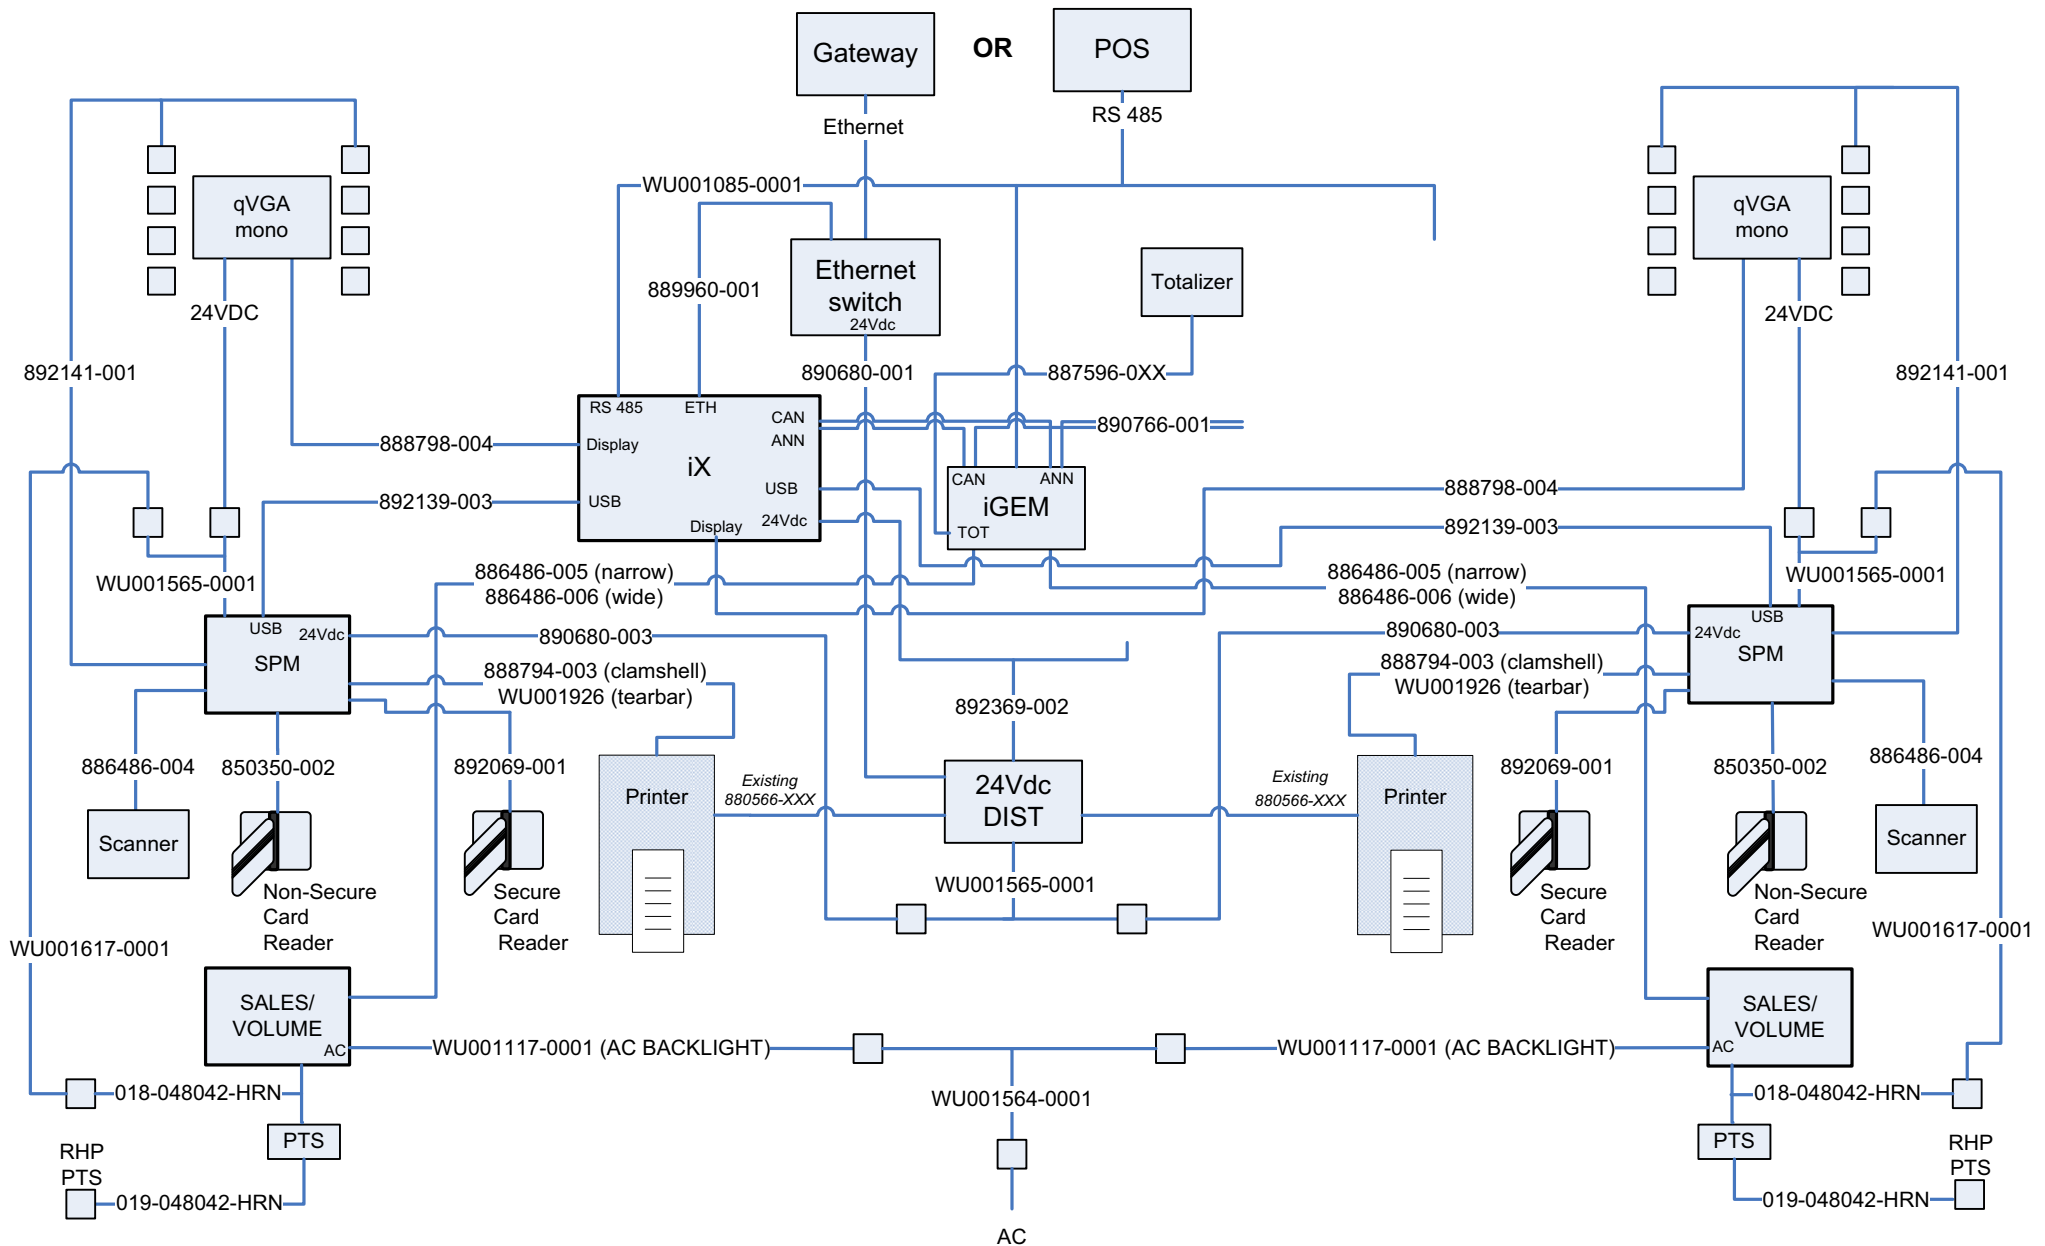 Gateway
OR
POS
Ethernet
RS 485
WU001085-0001
qVGA
mono
qVGA
mono
889960-001
Ethernet
switch
24Vdc
Totalizer
24VDC
24VDC
892141-001
890680-001
887596-0XX
892141-001
RS 485
ETH
CAN
ANN
Display
iX
USB
USB
24Vdc
Display
890766-001
888798-004
892139-003
CAN
ANN
iGEM
TOT
888798-004
892139-003
WU001565-0001
886486-005 (narrow)
886486-006 (wide)
886486-005 (narrow)
886486-006 (wide)
WU001565-0001
USB
24Vdc
SPM
890680-003
890680-003
USB
24Vdc
SPM
888794-003 (clamshell)
WU001926 (tearbar)
888794-003 (clamshell)
WU001926 (tearbar)
892369-002
886486-004
850350-002
892069-001
Printer
Existing
880566-XXX
24Vdc
DIST
Existing
880566-XXX
Printer
892069-001
850350-002
886486-004
Scanner
Scanner
Non-Secure
Card
Reader
Secure
Card
Reader
WU001565-0001
Secure
Card
Reader
Non-Secure
Card
Reader
WU001617-0001
WU001617-0001
SALES/
VOLUME
AC
SALES/
VOLUME
AC
WU001117-0001 (AC BACKLIGHT)
WU001117-0001 (AC BACKLIGHT)
018-048042-HRN
WU001564-0001
018-048042-HRN
PTS
PTS
RHP
PTS
RHP
PTS
019-048042-HRN
019-048042-HRN
AC